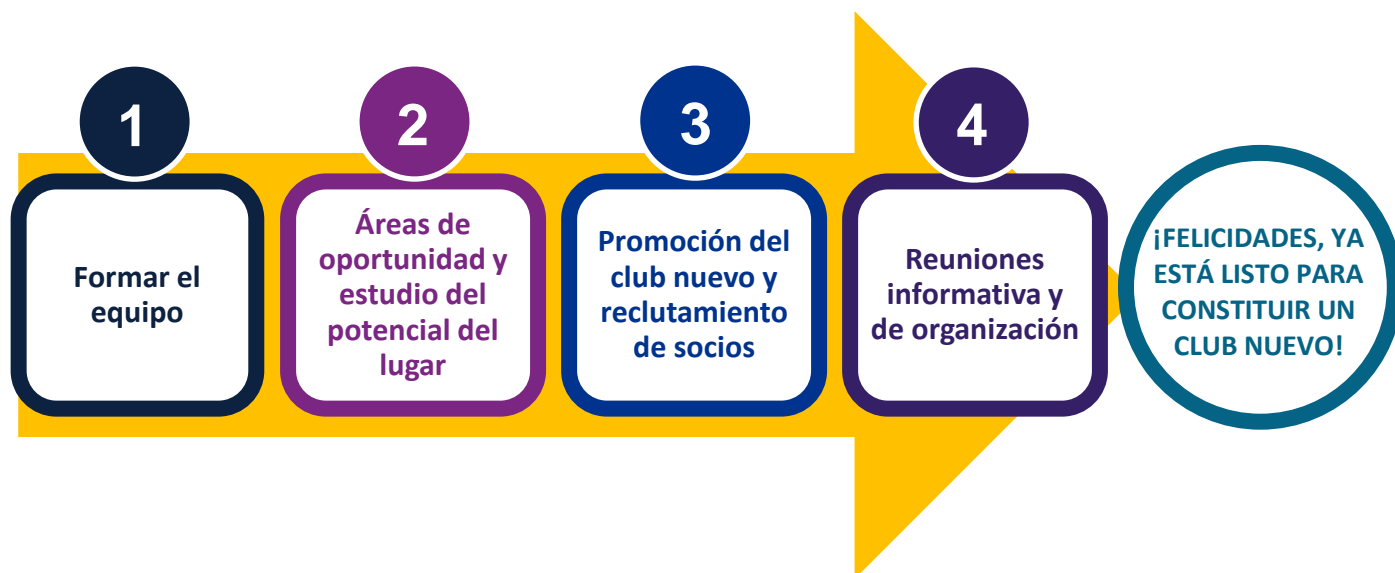 1
Formar el
equipo
2
Áreas de
oportunidad y
estudio del
potencial del
lugar
3
Promoción del
club nuevo y
reclutamiento
de socios
4
Reuniones
informativa y
de organización
¡FELICIDADES, YA
ESTÁ LISTO PARA
CONSTITUIR UN
CLUB NUEVO!